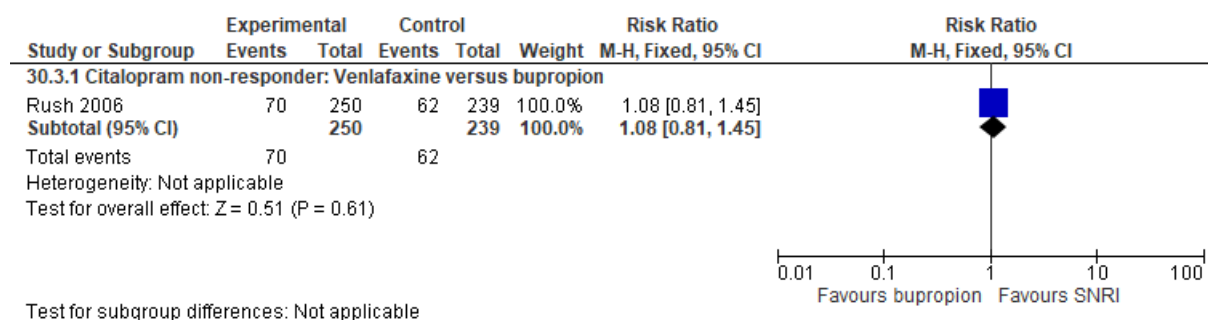 Experimental Control Risk Ratio Risk Ratio
Study or Subgroup Events Total Events Total Weight M-H, Fixed, 95% CI M-H, Fixed, 95% CI
30.3.1 Citalopram non-responder: Venlafaxine versus bupropion
Rush 2006 70 250 62 239 100.0% 1.08 [0.81, 1.45]
Subtotal (95% CI) 250 239 100.0% 1.08 [0.81, 1.45]
Total events 70 62
Heterogeneity: Not applicable
Test for overall effect: Z = 0.51 (P = 0.61)
0.01 0.1 1 10 100
Favours bupropion Favours SNRI
Test for subgroup differences: Not applicable